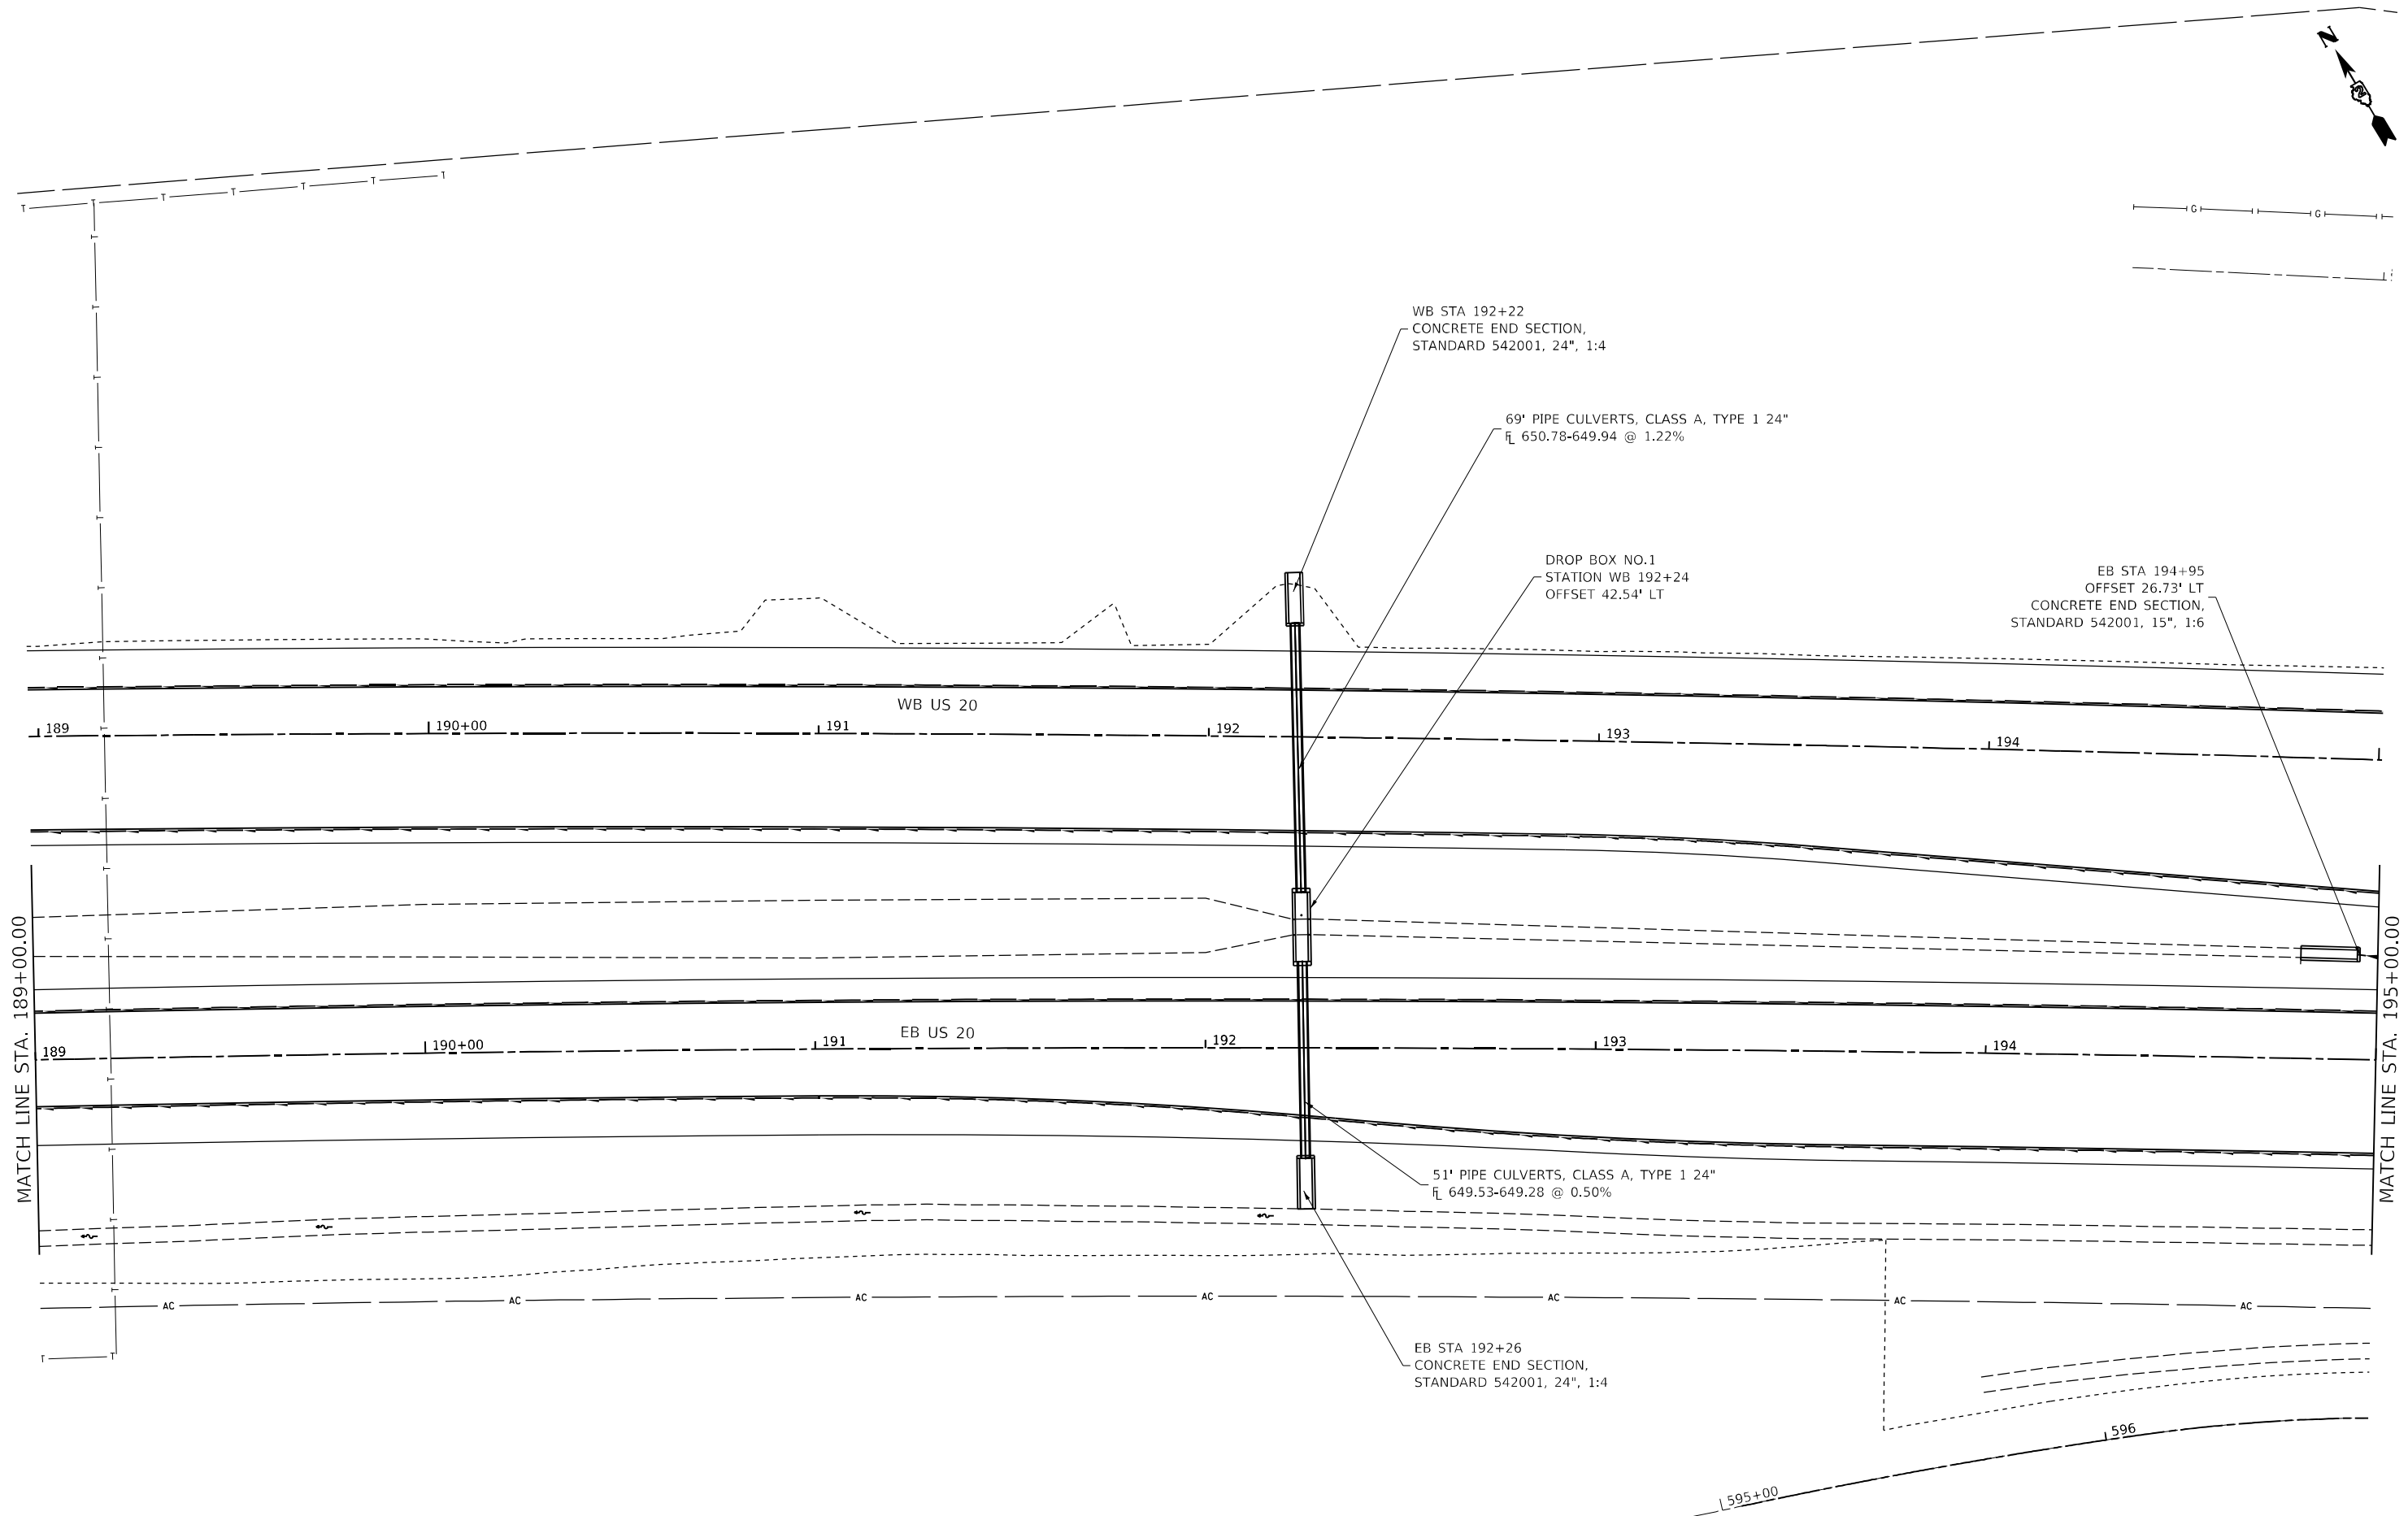 N
2
T T T T T T T
G G
WB STA 192+22
CONCRETE END SECTION,
STANDARD 542001, 24", 1:4
69' PIPE CULVERTS, CLASS A, TYPE 1 24"
FL 650.78-649.94 @ 1.22%
DROP BOX NO.1
STATION WB 192+24
OFFSET 42.54' LT
EB STA 194+95
OFFSET 26.73' LT
CONCRETE END SECTION,
STANDARD 542001, 15", 1:6
WB US 20
189 190+00 191 192 193 194
MATCH LINE STA. 189+00.00
MATCH LINE STA. 195+00.00
EB US 20
189 190+00 191 192 193 194
51' PIPE CULVERTS, CLASS A, TYPE 1 24"
FL 649.53-649.28 @ 0.50%
AC AC AC AC AC AC AC
T T
EB STA 192+26
CONCRETE END SECTION,
STANDARD 542001, 24", 1:4
596
595+00